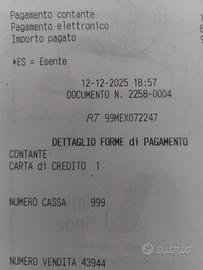 Pagamento contante
Pagamento elettronico
Importo pagato
*ES = Esente
12-12-2025 18:57
DOCUMENTO N. 2258-0004
RT 99MEX072247
DETTAGLIO FORME di PAGAMENTO
CONTANTE
CARTA di CREDITO 1
NUMERO CASSA 999
subito
NUMERO VENDITA 43944